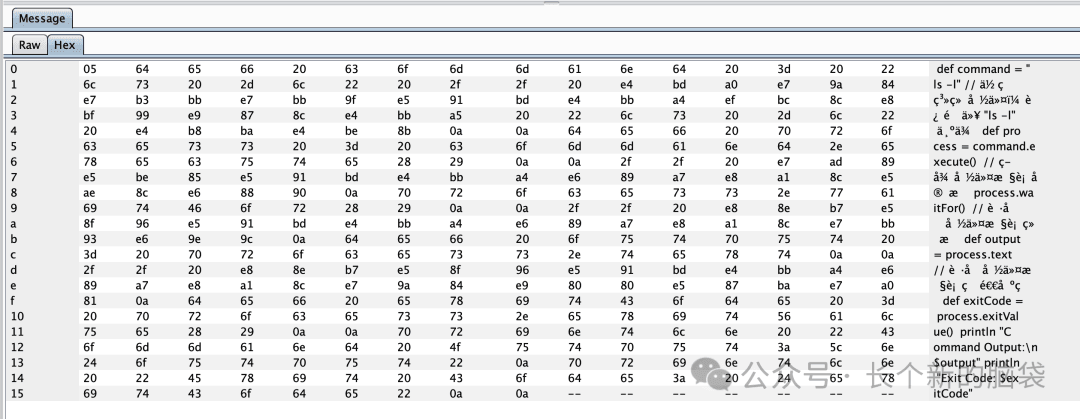 Message
Raw Hex
0 05 64 65 66 20 63 6f 6d 6d 61 6e 64 20 3d 20 22 def command = "
1 6c 73 20 2d 6c 22 20 2f 2f 20 e4 bd a0 e7 9a 84 ls -l" // ä½ ç
2 e7 b3 bb e7 bb 9f e5 91 bd e4 bb a4 ef bc 8c e8 ç³»ç» å ½ä»¤ï¼ è
3 bf 99 e9 87 8c e4 bb a5 20 22 6c 73 20 2d 6c 22 ¿ é ä»¥ "ls -l"
4 20 e4 b8 ba e4 be 8b 0a 0a 64 65 66 20 70 72 6f ä¸ºä¾ def pro
5 63 65 73 73 20 3d 20 63 6f 6d 6d 61 6e 64 2e 65 cess = command.e
6 78 65 63 75 74 65 28 29 0a 0a 2f 2f 20 e7 ad 89 xecute() // ç-
7 e5 be 85 e5 91 bd e4 bb a4 e6 89 a7 e8 a1 8c e5 å¾ å ½ä»¤æ §è¡ å
8 ae 8c e6 88 90 0a 70 72 6f 63 65 73 73 2e 77 61 ® æ process.wa
9 69 74 46 6f 72 28 29 0a 0a 2f 2f 20 e8 8e b7 e5 itFor() // è ·å
a 8f 96 e5 91 bd e4 bb a4 e6 89 a7 e8 a1 8c e7 bb å ½ä»¤æ §è¡ ç»
b 93 e6 9e 9c 0a 64 65 66 20 6f 75 74 70 75 74 20 æ def output
c 3d 20 70 72 6f 63 65 73 73 2e 74 65 78 74 0a 0a = process.text
d 2f 2f 20 e8 8e b7 e5 8f 96 e5 91 bd e4 bb a4 e6 // è ·å å ½ä»¤æ
e 89 a7 e8 a1 8c e7 9a 84 e9 80 80 e5 87 ba e7 a0 §è¡ ç é€€å ºç
f 81 0a 64 65 66 20 65 78 69 74 43 6f 64 65 20 3d def exitCode =
10 20 70 72 6f 63 65 73 73 2e 65 78 69 74 56 61 6c process.exitVal
11 75 65 28 29 0a 0a 70 72 69 6e 74 6c 6e 20 22 43 ue() println "C
12 6f 6d 6d 61 6e 64 20 4f 75 74 70 75 74 3a 5c 6e ommand Output:\n
13 24 6f 75 74 70 75 74 22 0a 70 72 69 6e 74 6c 6e $output" println
14 20 22 45 78 69 74 20 43 6f 64 65 3a 20 24 65 78 "Exit Code: $ex
15 69 74 43 6f 64 65 22 0a 0a -- -- -- -- -- -- -- itCode"
公众号 · 长个新的脑袋